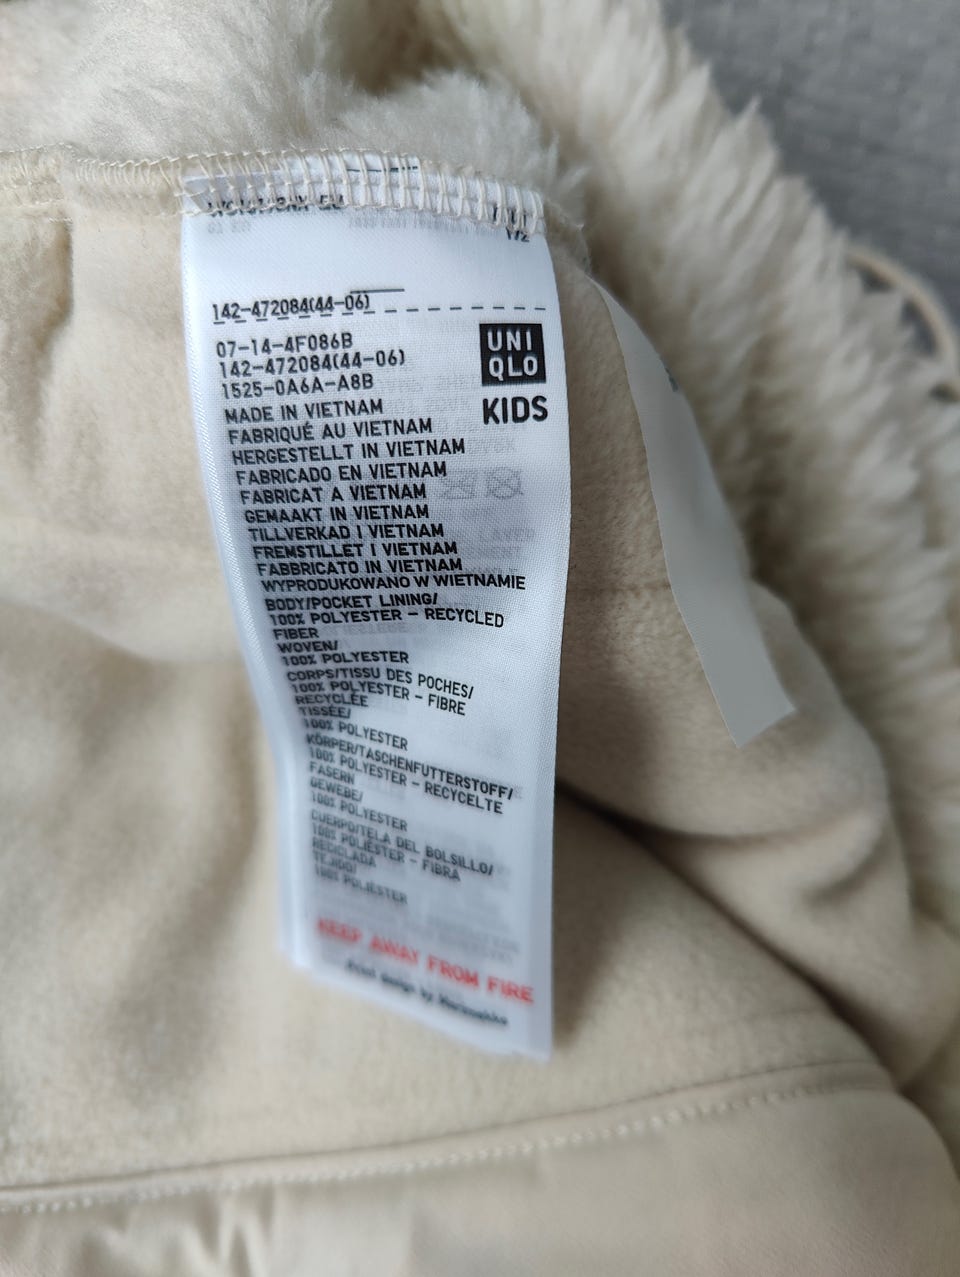 142-472084(44-06)
UNI
QLO
KIDS
07-14-4F086B
142-472084(44-06)
1525-0A6A-A8B
MADE IN VIETNAM
FABRIQUÉ AU VIETNAM
HERGESTELLT IN VIETNAM
FABRICADO EN VIETNAM
FABRICAT A VIETNAM
GEMAAKT IN VIETNAM
TILLVERKAD I VIETNAM
FREMSTILLET I VIETNAM
FABBRICATO IN VIETNAM
WYPRODUKOWANO W WIETNAMIE
BODY/POCKET LINING/
100% POLYESTER – RECYCLED
FIBER
WOVEN/
100% POLYESTER
CORPS/TISSU DES POCHES/
100% POLYESTER – FIBRE
RECYCLÉE
TISSÉE/
100% POLYESTER
KÖRPER/TASCHENFUTTERSTOFF/
100% POLYESTER – RECYCELTE
FASERN
GEWEBE/
100% POLYESTER
CUERPO/TELA DEL BOLSILLO/
100% POLIÉSTER – FIBRA
RECICLADA
TEJIDO/
100% POLIÉSTER
KEEP AWAY FROM FIRE
Print design by Marimekko